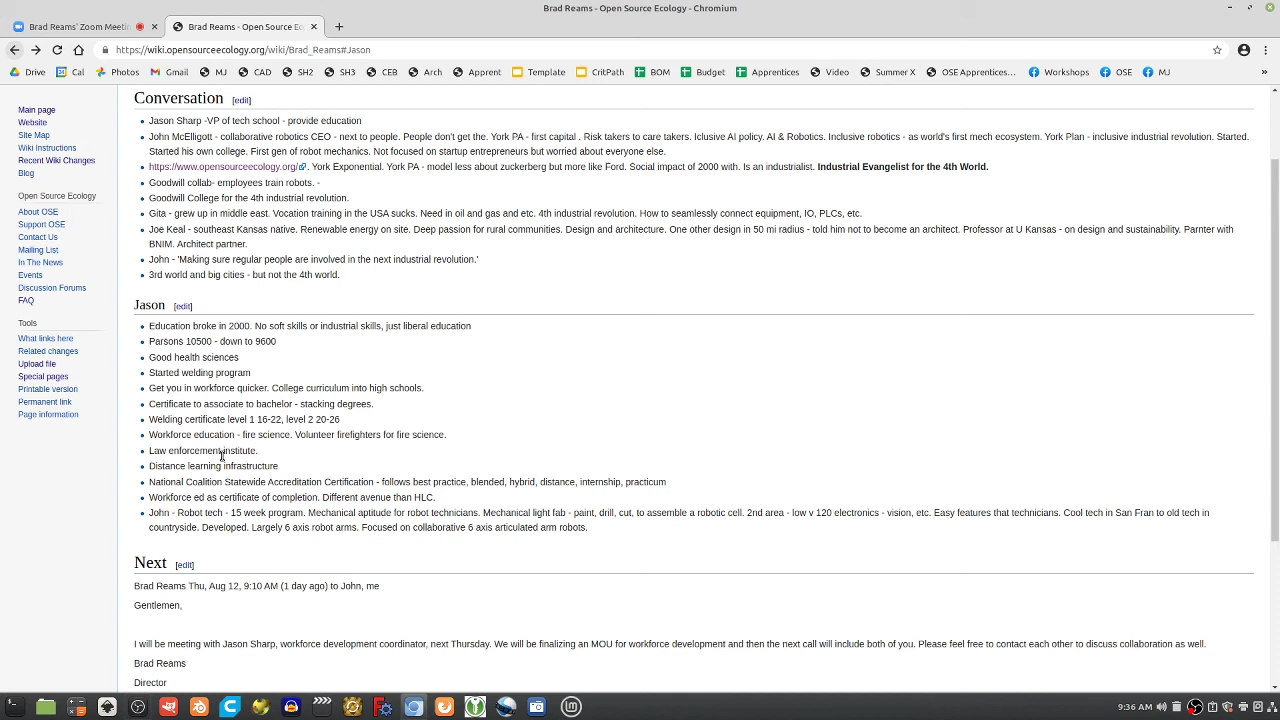 Brad Reams - Open Source Ecology - Chromium
Brad Reams' Zoom Meetin
Brad Reams - Open Source Ec
https://wiki.opensourceecology.org/wiki/Brad_Reams#Jason
Drive Cal Photos Gmail MJ CAD SH2 SH3 CEB Arch Apprent Template CritPath BOM Budget Apprentices Video Summer X OSE Apprentices… Workshops OSE MJ »
Main page
Website
Site Map
Wiki Instructions
Recent Wiki Changes
Blog
Open Source Ecology
About OSE
Support OSE
Contact Us
Mailing List
In The News
Events
Discussion Forums
FAQ
Tools
What links here
Related changes
Upload file
Special pages
Printable version
Permanent link
Page information
Conversation [edit]
Jason Sharp -VP of tech school - provide education
John McElligott - collaborative robotics CEO - next to people. People don't get the. York PA - first capital . Risk takers to care takers. Iclusive AI policy. AI & Robotics. Inclusive robotics - as world's first mech ecosystem. York Plan - inclusive industrial revolution. Started.
Started his own college. First gen of robot mechanics. Not focused on startup entrepreneurs but worried about everyone else.
https://www.opensourceecology.org/ . York Exponential. York PA - model less about zuckerberg but more like Ford. Social impact of 2000 with. Is an industrialist. Industrial Evangelist for the 4th World.
Goodwill collab- employees train robots. -
Goodwill College for the 4th industrial revolution.
Gita - grew up in middle east. Vocation training in the USA sucks. Need in oil and gas and etc. 4th industrial revolution. How to seamlessly connect equipment, IO, PLCs, etc.
Joe Keal - southeast Kansas native. Renewable energy on site. Deep passion for rural communities. Design and architecture. One other design in 50 mi radius - told him not to become an architect. Professor at U Kansas - on design and sustainability. Parnter with
BNIM. Architect partner.
John - 'Making sure regular people are involved in the next industrial revolution.'
3rd world and big cities - but not the 4th world.
Jason [edit]
Education broke in 2000. No soft skills or industrial skills, just liberal education
Parsons 10500 - down to 9600
Good health sciences
Started welding program
Get you in workforce quicker. College curriculum into high schools.
Certificate to associate to bachelor - stacking degrees.
Welding certificate level 1 16-22, level 2 20-26
Workforce education - fire science. Volunteer firefighters for fire science.
Law enforcement institute.
Distance learning infrastructure
National Coalition Statewide Accreditation Certification - follows best practice, blended, hybrid, distance, internship, practicum
Workforce ed as certificate of completion. Different avenue than HLC.
John - Robot tech - 15 week program. Mechanical aptitude for robot technicians. Mechanical light fab - paint, drill, cut, to assemble a robotic cell. 2nd area - low v 120 electronics - vision, etc. Easy features that technicians. Cool tech in San Fran to old tech in
countryside. Developed. Largely 6 axis robot arms. Focused on collaborative 6 axis articulated arm robots.
Next [edit]
Brad Reams Thu, Aug 12, 9:10 AM (1 day ago) to John, me
Gentlemen,
I will be meeting with Jason Sharp, workforce development coordinator, next Thursday. We will be finalizing an MOU for workforce development and then the next call will include both of you. Please feel free to contact each other to discuss collaboration as well.
Brad Reams
Director
9:36 AM